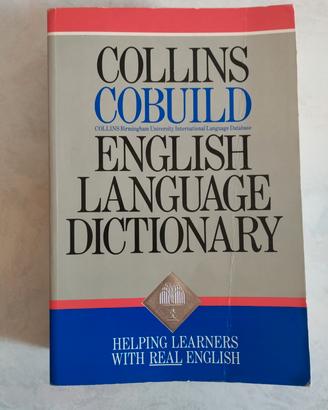 COLLINS
COBUILD
COLLINS Birmingham University International Language Database
ENGLISH
LANGUAGE
DICTIONARY
HELPING LEARNERS
WITH REAL ENGLISH